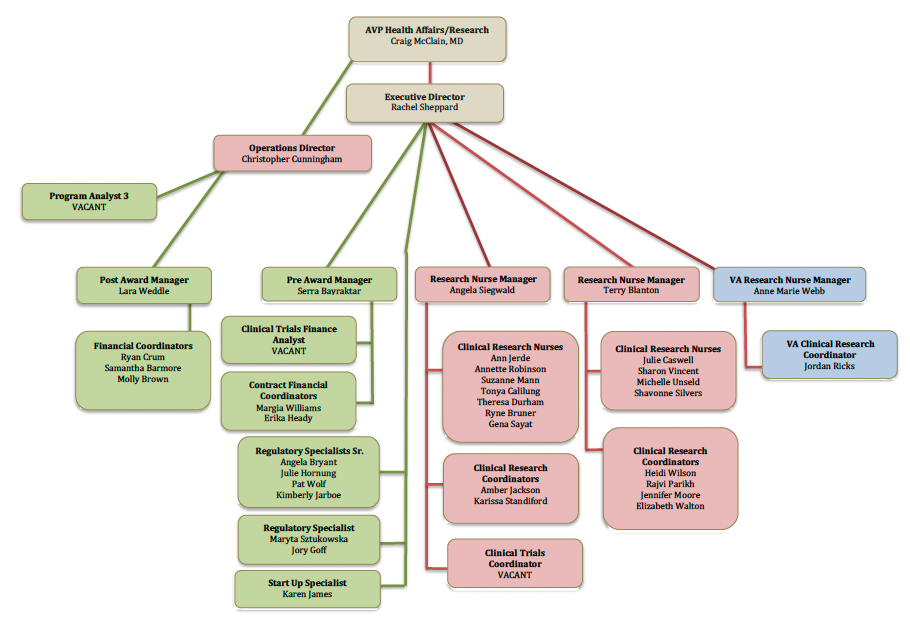 AVP Health Affairs/Research
Craig McClain, MD
Executive Director
Rachel Sheppard
Operations Director
Christopher Cunningham
Program Analyst 3
VACANT
Post Award Manager
Lara Weddle
Financial Coordinators
Ryan Crum
Samantha Barmore
Molly Brown
Pre Award Manager
Serra Bayraktar
Clinical Trials Finance
Analyst
VACANT
Contract Financial
Coordinators
Margia Williams
Erika Heady
Regulatory Specialists Sr.
Angela Bryant
Julie Hornung
Pat Wolf
Kimberly Jarboe
Regulatory Specialist
Maryta Sztukowska
Jory Goff
Start Up Specialist
Karen James
Research Nurse Manager
Angela Siegwald
Clinical Research Nurses
Ann Jerde
Annette Robinson
Suzanne Mann
Tonya Calilung
Theresa Durham
Ryne Bruner
Gena Sayat
Clinical Research
Coordinators
Amber Jackson
Karissa Standiford
Clinical Trials
Coordinator
VACANT
Research Nurse Manager
Terry Blanton
Clinical Research Nurses
Julie Caswell
Sharon Vincent
Michelle Unseld
Shavonne Silvers
Clinical Research
Coordinators
Heidi Wilson
Rajvi Parikh
Jennifer Moore
Elizabeth Walton
VA Research Nurse Manager
Anne Marie Webb
VA Clinical Research
Coordinator
Jordan Ricks